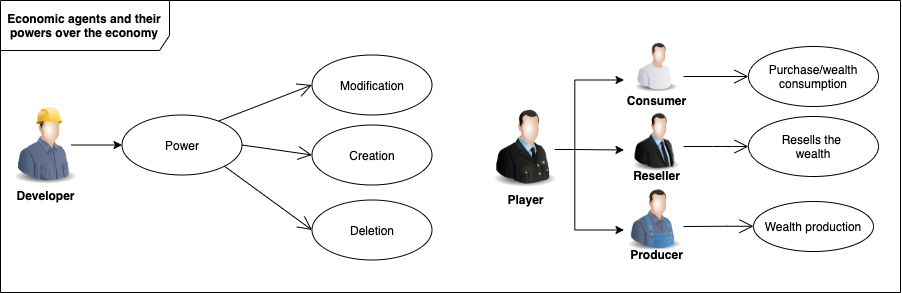 Economic agents and their
powers over the economy
Developer
Power
Modification
Creation
Deletion
Player
Consumer
Reseller
Producer
Purchase/wealth
consumption
Resells the
wealth
Wealth production